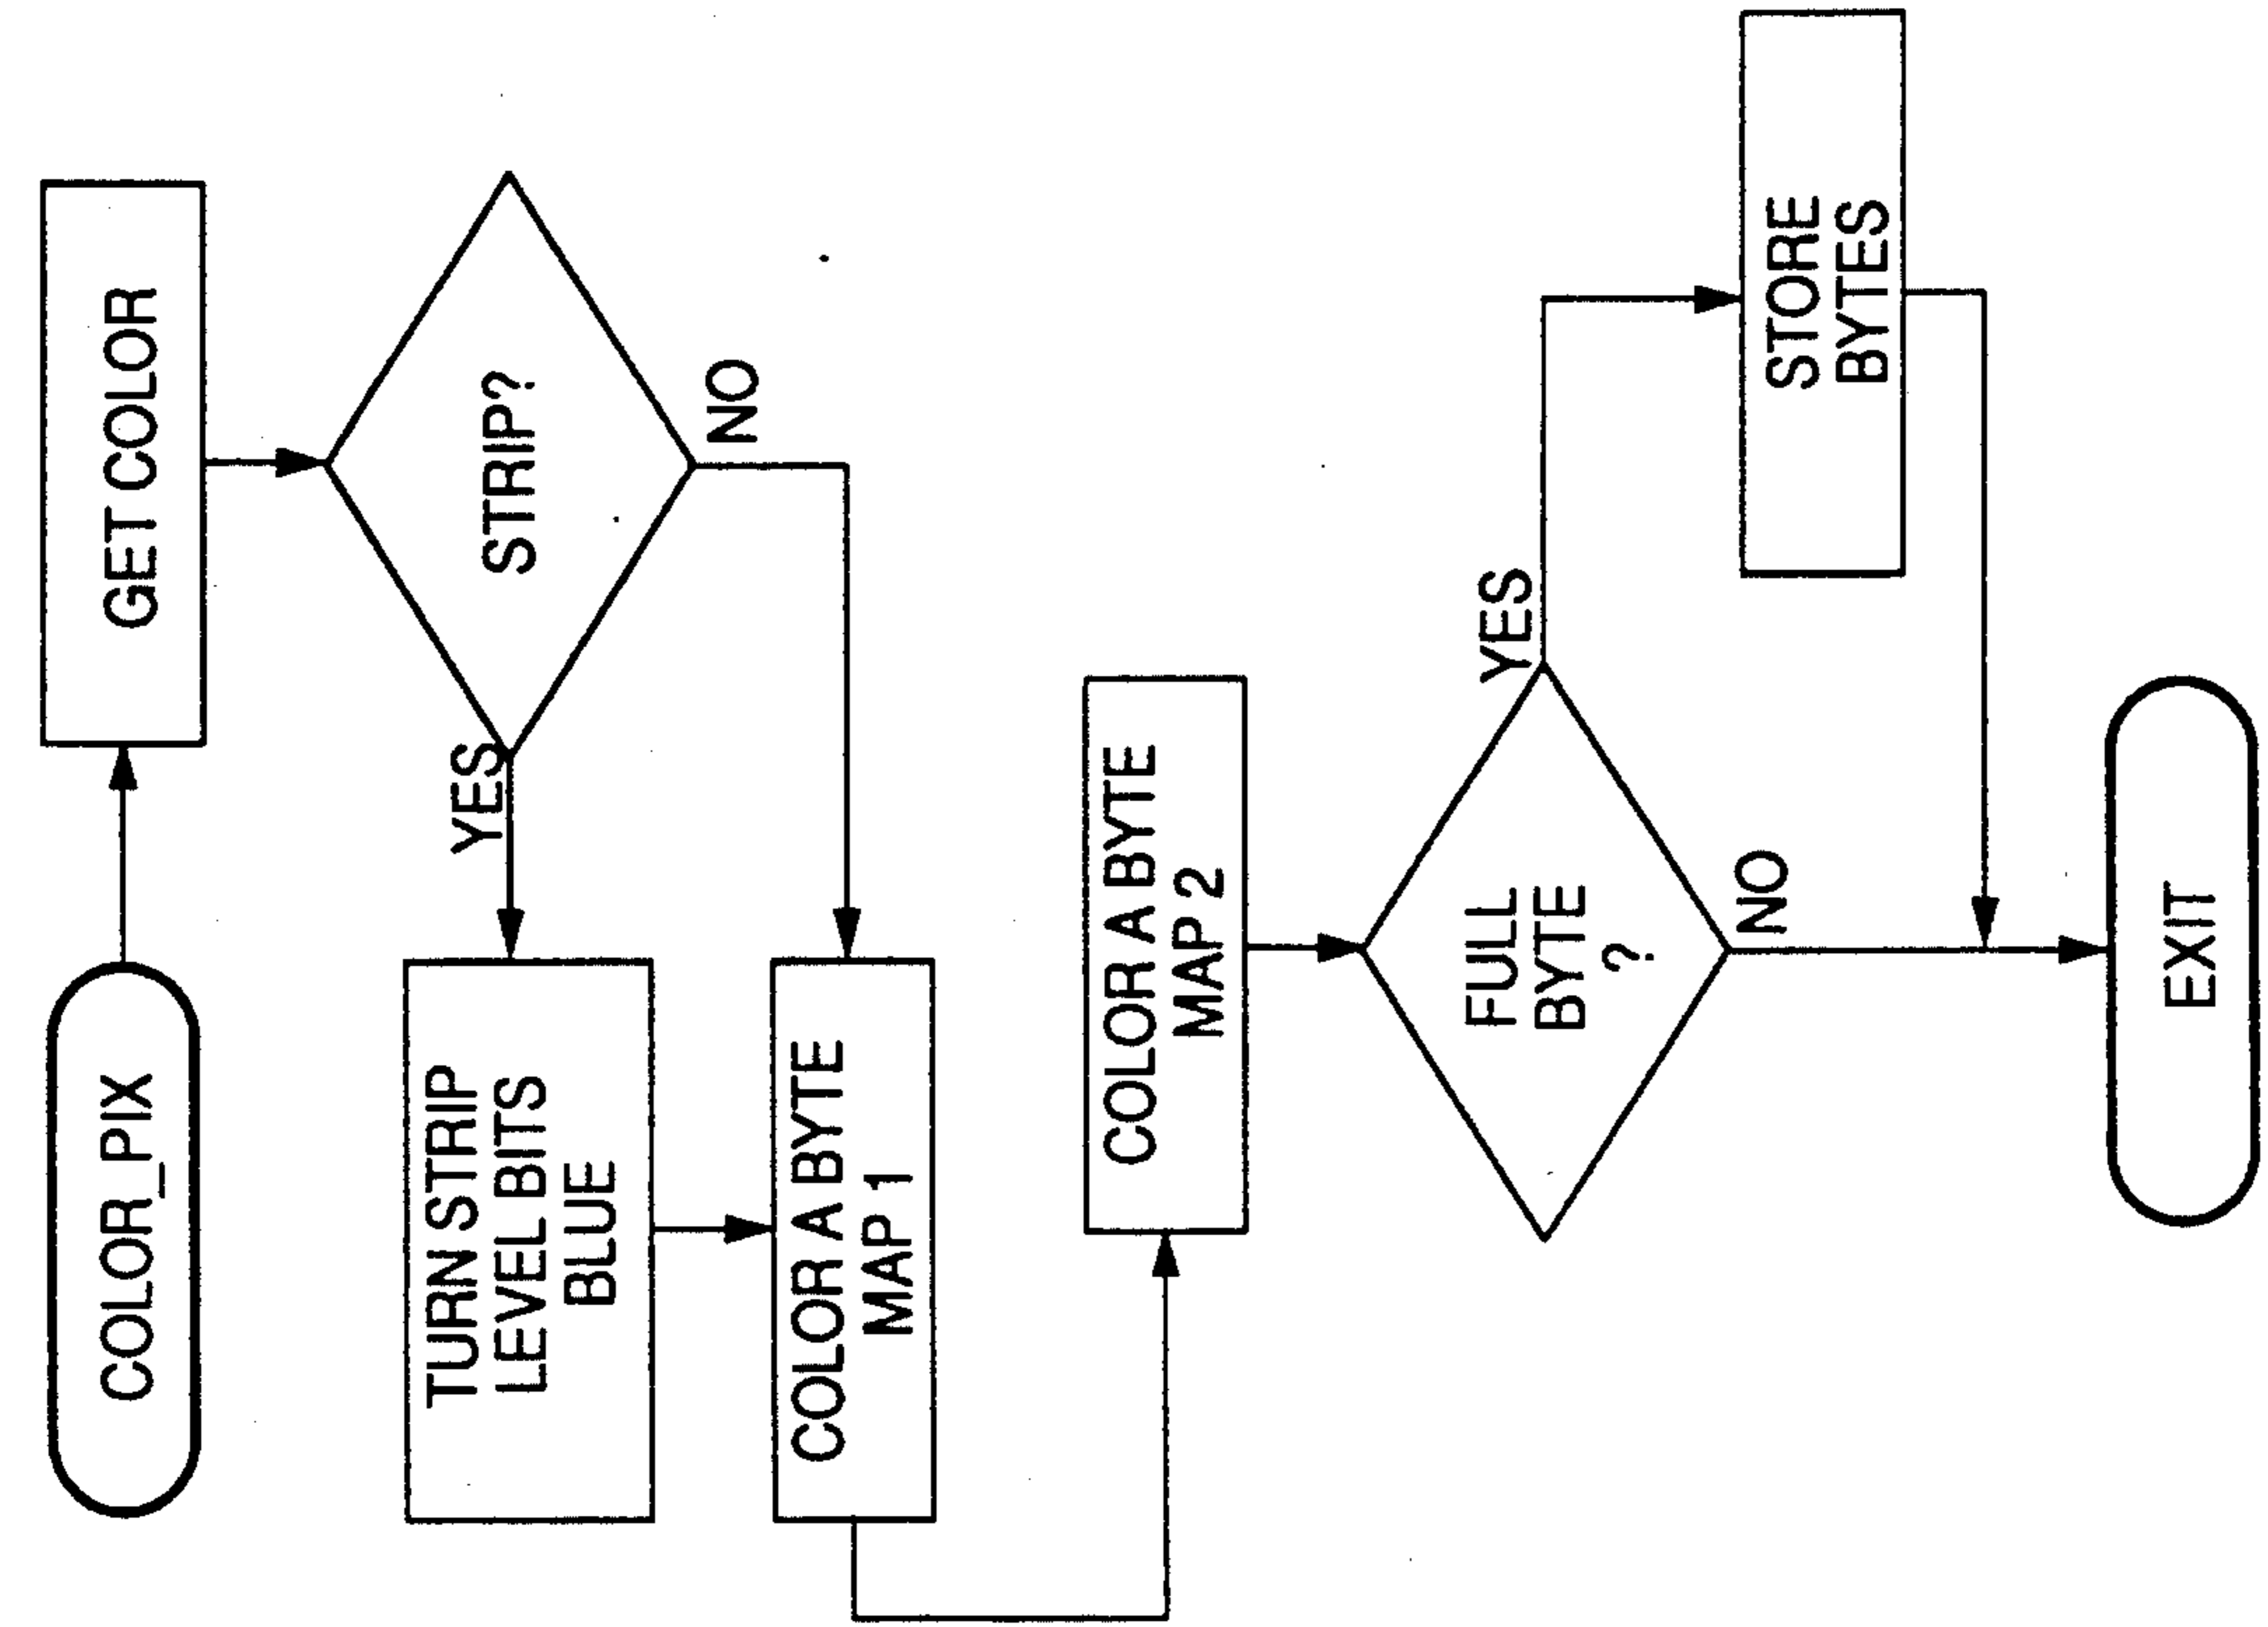 COLOR_PIX
GET COLOR
STRIP?
YES
NO
TURN STRIP
LEVEL BITS
BLUE
COLOR A BYTE
MAP 1
COLOR A BYTE
MAP 2
FULL
BYTE
?
YES
NO
STORE
BYTES
EXIT